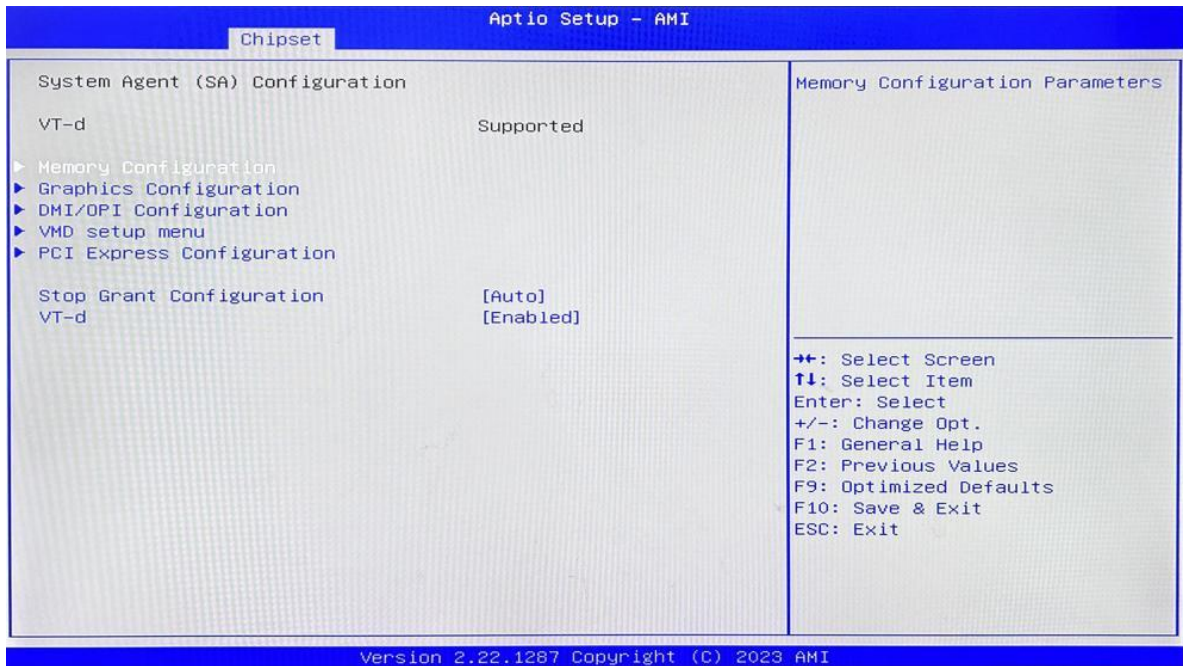 Aptio Setup - AMI
Chipset
System Agent (SA) Configuration
VT-d Supported
Memory Configuration
Graphics Configuration
DMI/OPI Configuration
VMD setup menu
PCI Express Configuration
Stop Grant Configuration [Auto]
VT-d [Enabled]
Memory Configuration Parameters
→←: Select Screen
↑↓: Select Item
Enter: Select
+/-: Change Opt.
F1: General Help
F2: Previous Values
F9: Optimized Defaults
F10: Save & Exit
ESC: Exit
Version 2.22.1287 Copyright (C) 2023 AMI